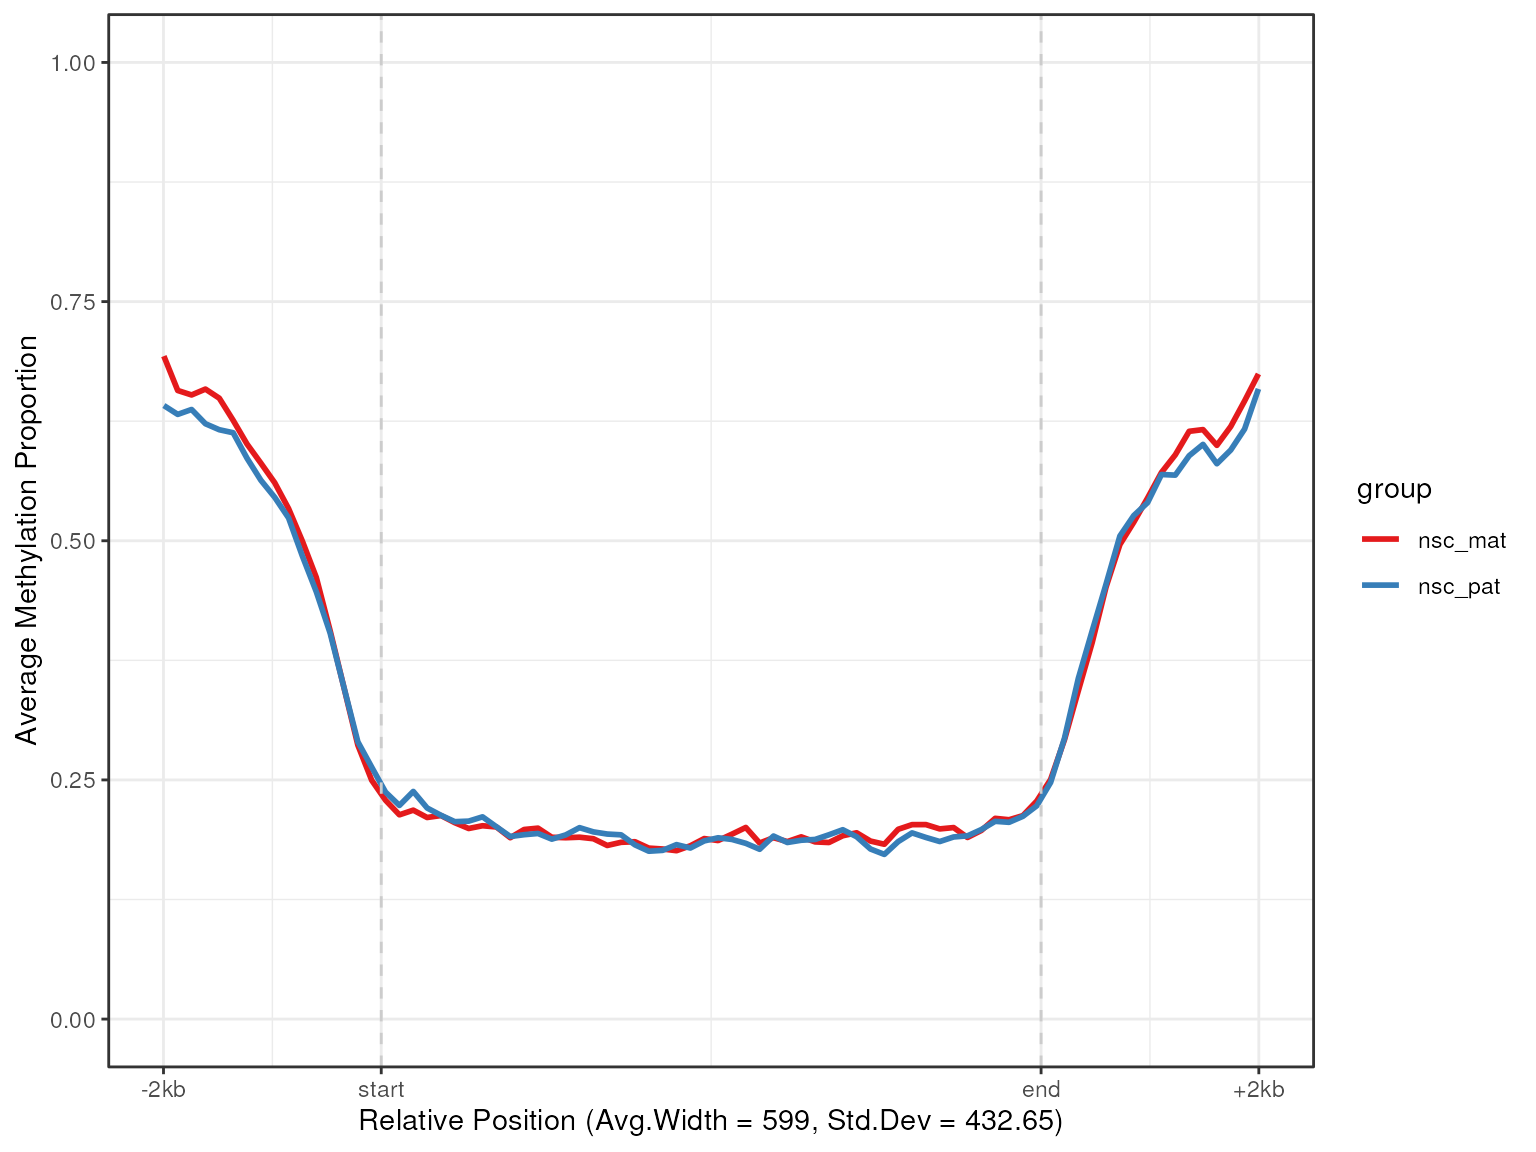 1.00
0.75
0.50
0.25
0.00
Average Methylation Proportion
-2kb
start
end
+2kb
Relative Position (Avg.Width = 599, Std.Dev = 432.65)
group
nsc_mat
nsc_pat